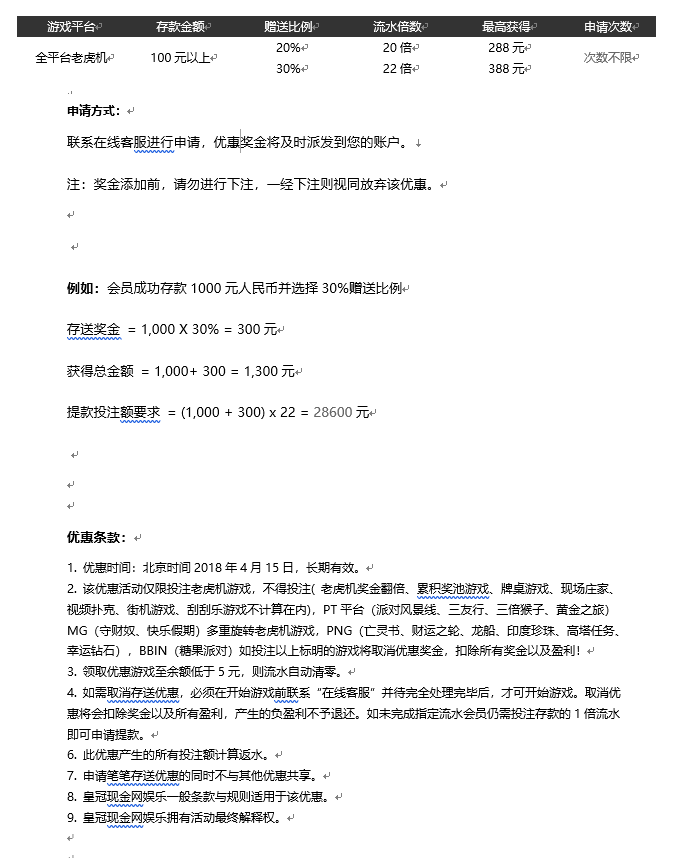 游戏平台 存款金额 赠送比例 流水倍数 最高获得 申请次数
20% 20 倍 288 元
全平台老虎机 100 元以上 次数不限
30% 22 倍 388 元
申请方式：
联系在线客服进行申请，优惠奖金将及时派发到您的账户。
注：奖金添加前，请勿进行下注，一经下注则视同放弃该优惠。
例如：会员成功存款 1000 元人民币并选择 30%赠送比例
存送奖金 = 1,000 X 30% = 300 元
获得总金额 = 1,000+ 300 = 1,300 元
提款投注额要求 = (1,000 + 300) x 22 = 28600 元
优惠条款：
1. 优惠时间：北京时间 2018 年 4 月 15 日，长期有效。
2. 该优惠活动仅限投注老虎机游戏，不得投注( 老虎机奖金翻倍、累积奖池游戏、牌桌游戏、现场庄家、
视频扑克、街机游戏、刮刮乐游戏不计算在内)，PT 平台（派对风景线、三友行、三倍猴子、黄金之旅）
MG（守财奴、快乐假期）多重旋转老虎机游戏，PNG（亡灵书、财运之轮、龙船、印度珍珠、高塔任务、
幸运钻石），BBIN（糖果派对）如投注以上标明的游戏将取消优惠奖金，扣除所有奖金以及盈利！
3. 领取优惠游戏至余额低于 5 元，则流水自动清零。
4. 如需取消存送优惠，必须在开始游戏前联系“在线客服”并待完全处理完毕后，才可开始游戏。取消优
惠将会扣除奖金以及所有盈利，产生的负盈利不予退还。如未完成指定流水会员仍需投注存款的 1 倍流水
即可申请提款。
6. 此优惠产生的所有投注额计算返水。
7. 申请笔笔存送优惠的同时不与其他优惠共享。
8. 皇冠现金网娱乐一般条款与规则适用于该优惠。
9. 皇冠现金网娱乐拥有活动最终解释权。